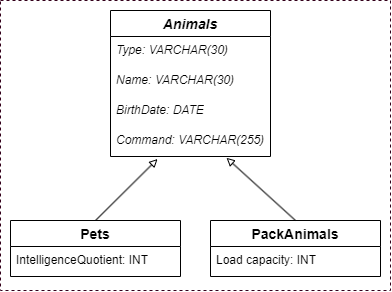 Animals
Type: VARCHAR(30)
Name: VARCHAR(30)
BirthDate: DATE
Command: VARCHAR(255)
Pets
IntelligenceQuotient: INT
PackAnimals
Load capacity: INT